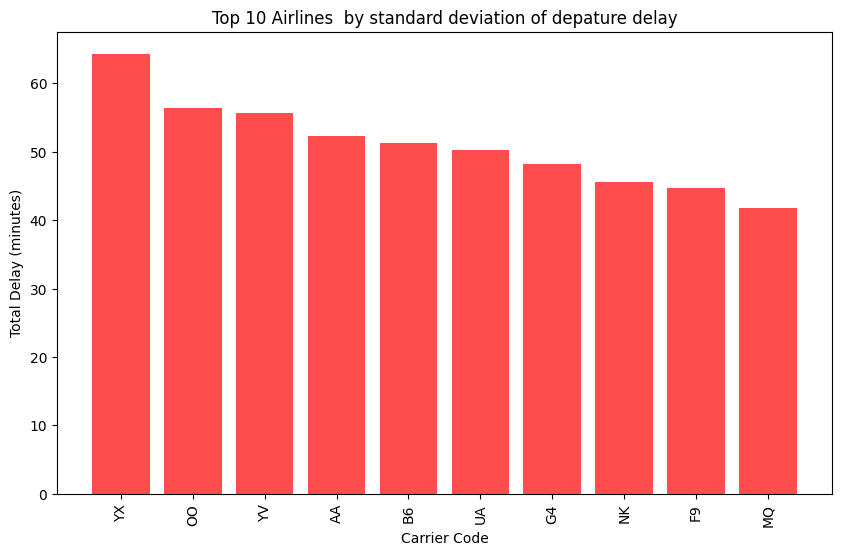 Top 10 Airlines  by standard deviation of depature delay
Total Delay (minutes)
60
50
40
30
20
10
0
YX
OO
YV
AA
B6
UA
G4
NK
F9
MQ
Carrier Code